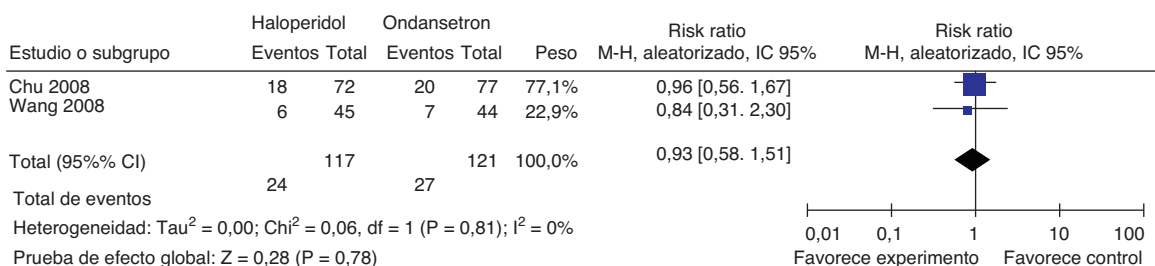 Haloperidol Ondansetron Risk ratio Risk ratio
Estudio o subgrupo Eventos Total Eventos Total Peso M-H, aleatorizado, IC 95% M-H, aleatorizado, IC 95%
Chu 2008 18 72 20 77 77,1% 0,96 [0,56. 1,67]
Wang 2008 6 45 7 44 22,9% 0,84 [0,31. 2,30]
Total (95%% CI) 117 121 100,0% 0,93 [0,58. 1,51]
Total de eventos 24 27
Heterogeneidad: Tau² = 0,00; Chi² = 0,06, df = 1 (P = 0,81); I² = 0%
Prueba de efecto global: Z = 0,28 (P = 0,78)
0,01 0,1 1 10 100
Favorece experimento Favorece control